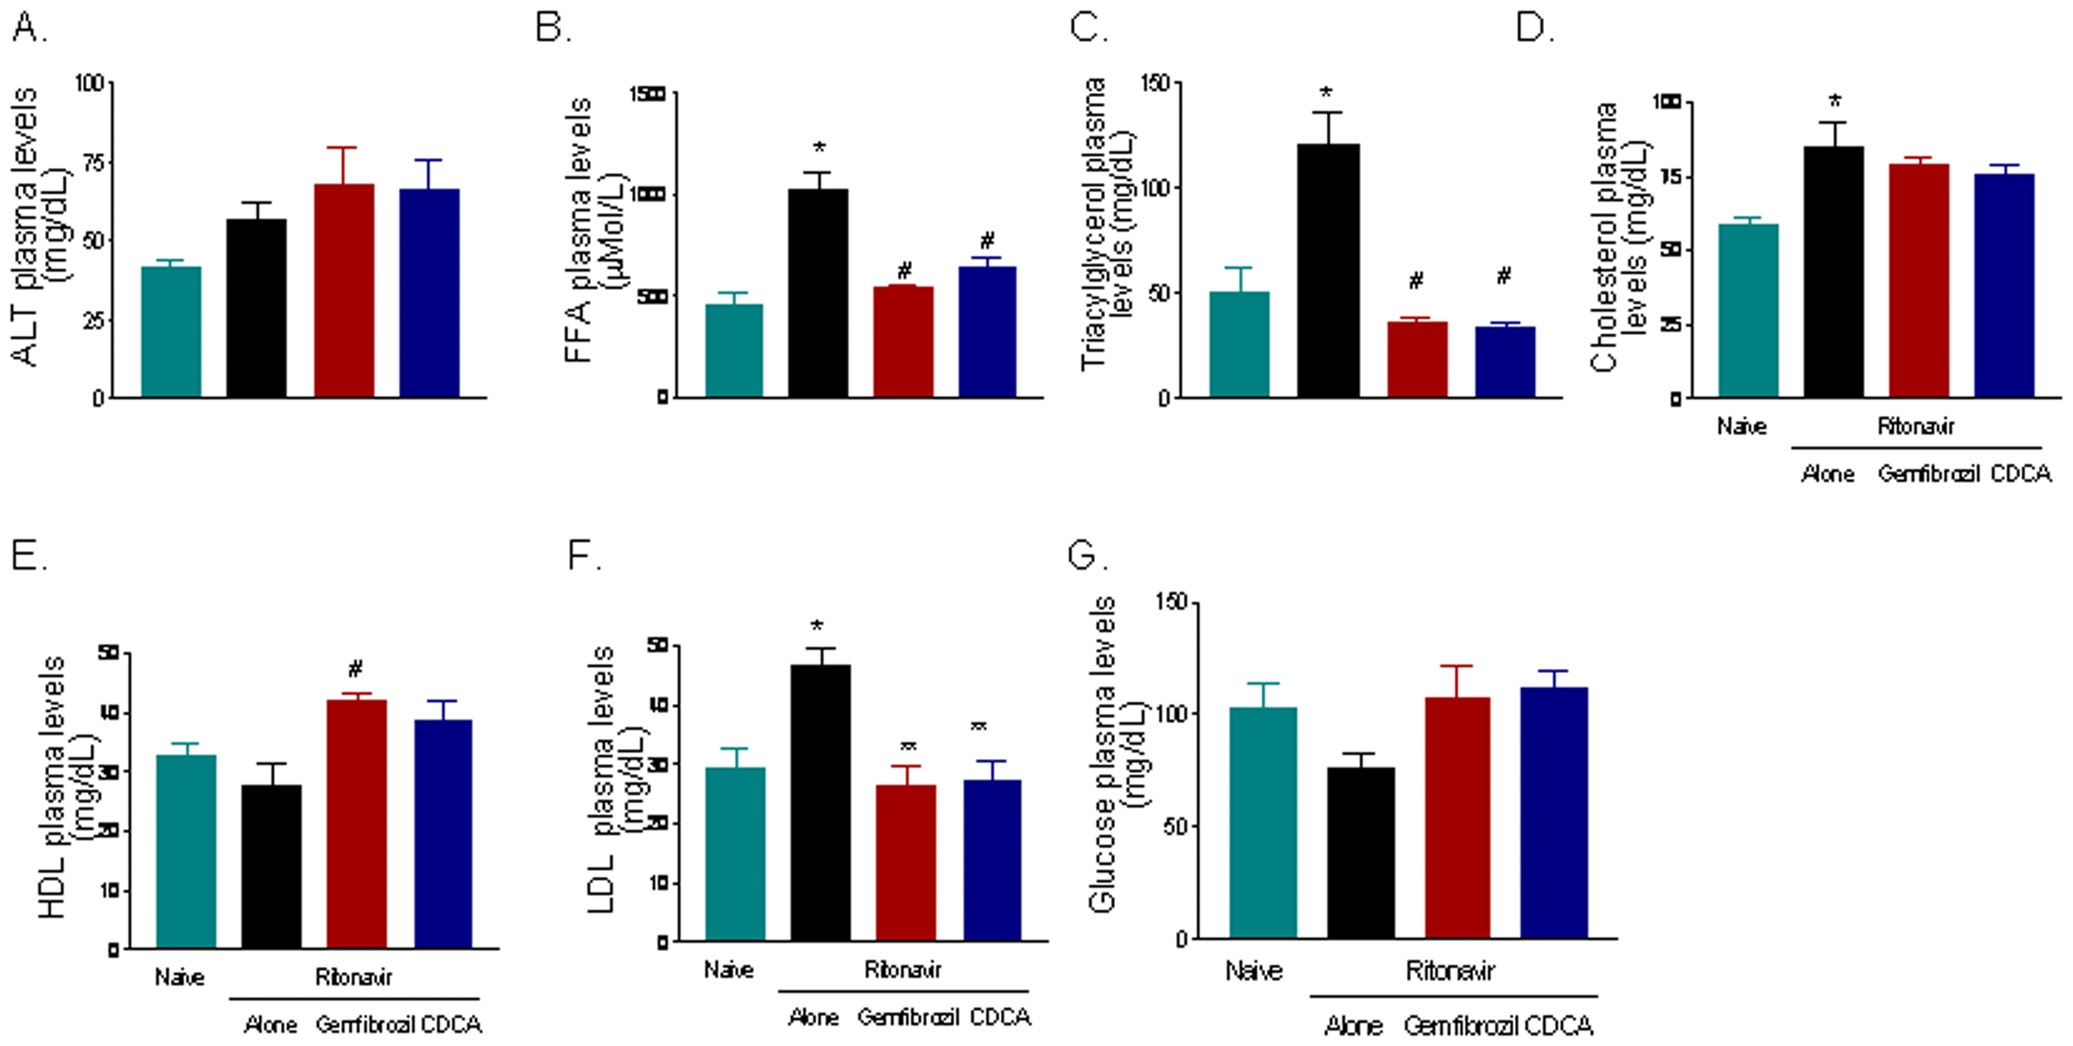 A.
ALT plasma levels
(mg/dL)
100
75
50
25
0
B.
FFA plasma levels
(µMol/L)
1500
1000
500
0
*
#
#
C.
Triacylglycerol plasma
levels (mg/dL)
150
100
50
0
*
#
#
D.
Cholesterol plasma
levels (mg/dL)
100
75
50
25
0
*
Naive Ritonavir
Alone Gemfibrozil CDCA
E.
HDL plasma levels
(mg/dL)
50
40
30
20
10
0
#
Naive Ritonavir
Alone Gemfibrozil CDCA
F.
LDL plasma levels
(mg/dL)
50
40
30
20
10
0
*
**
**
Naive Ritonavir
Alone Gemfibrozil CDCA
G.
Glucose plasma levels
(mg/dL)
150
100
50
0
Naive Ritonavir
Alone Gemfibrozil CDCA